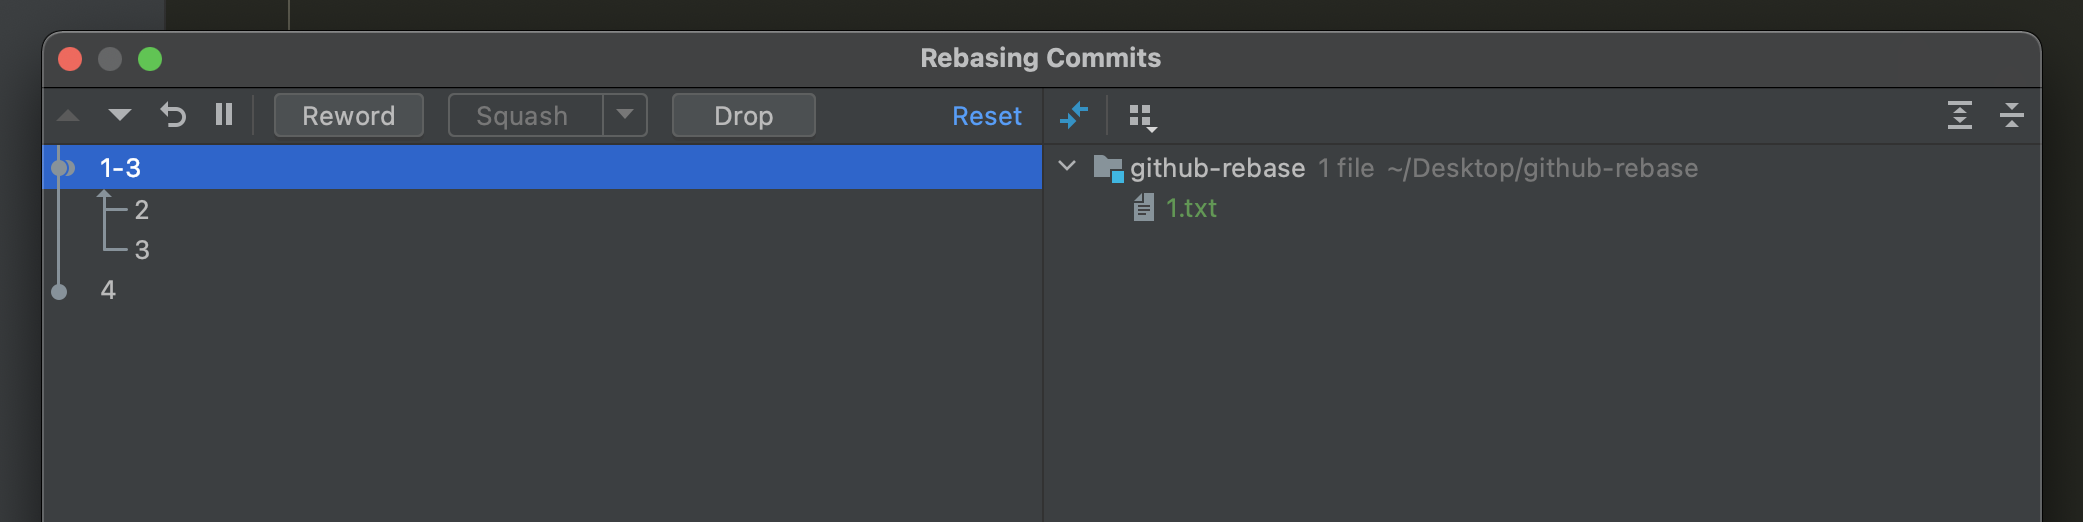 Rebasing Commits
Reword Squash Drop Reset
1-3
2
3
4
github-rebase 1 file ~/Desktop/github-rebase
1.txt